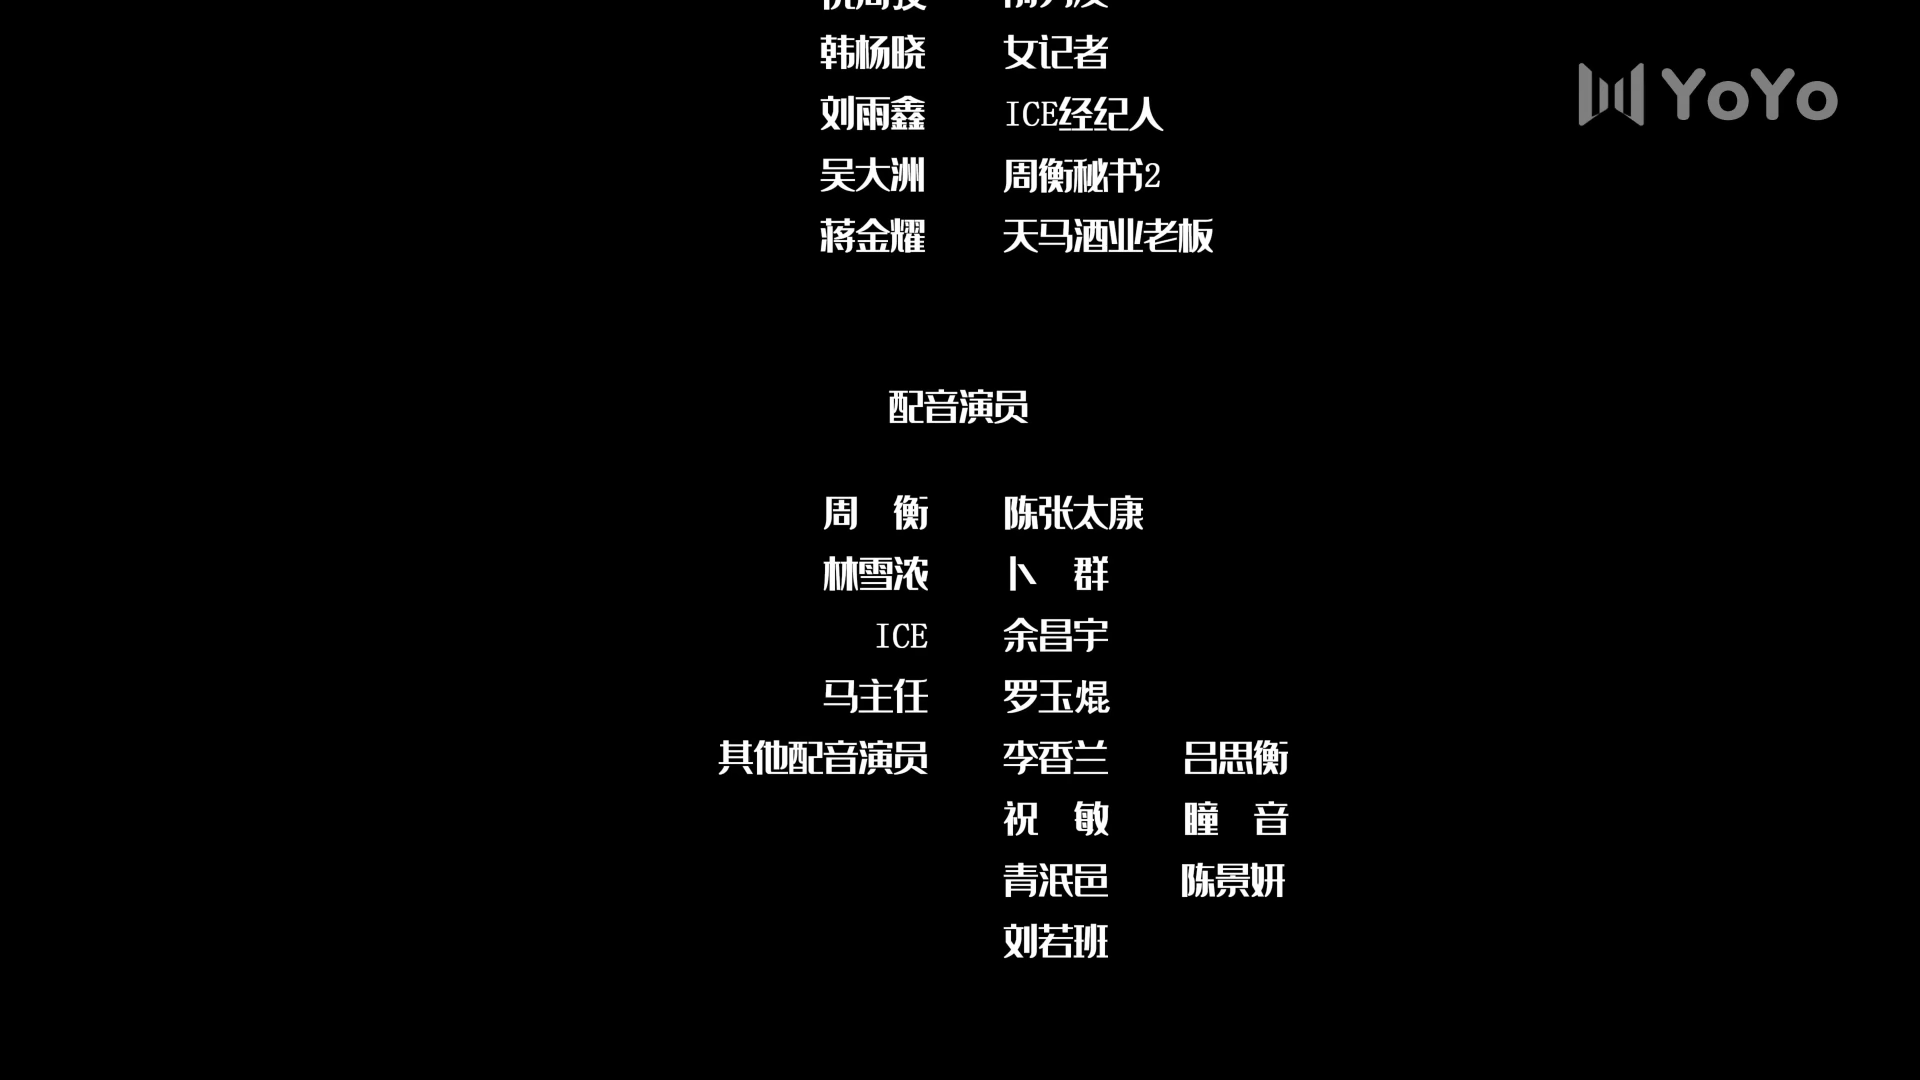 韩杨晓 女记者
YoYo
刘雨鑫 ICE经纪人
吴大洲 周衡秘书2
蒋金耀 天马酒业老板
配音演员
周 衡 陈张太康
林雪浓 卜 群
ICE 余昌宇
马主任 罗玉焜
其他配音演员 李香兰 吕思衡
祝 敏 瞳 音
青泯邑 陈景妍
刘若班